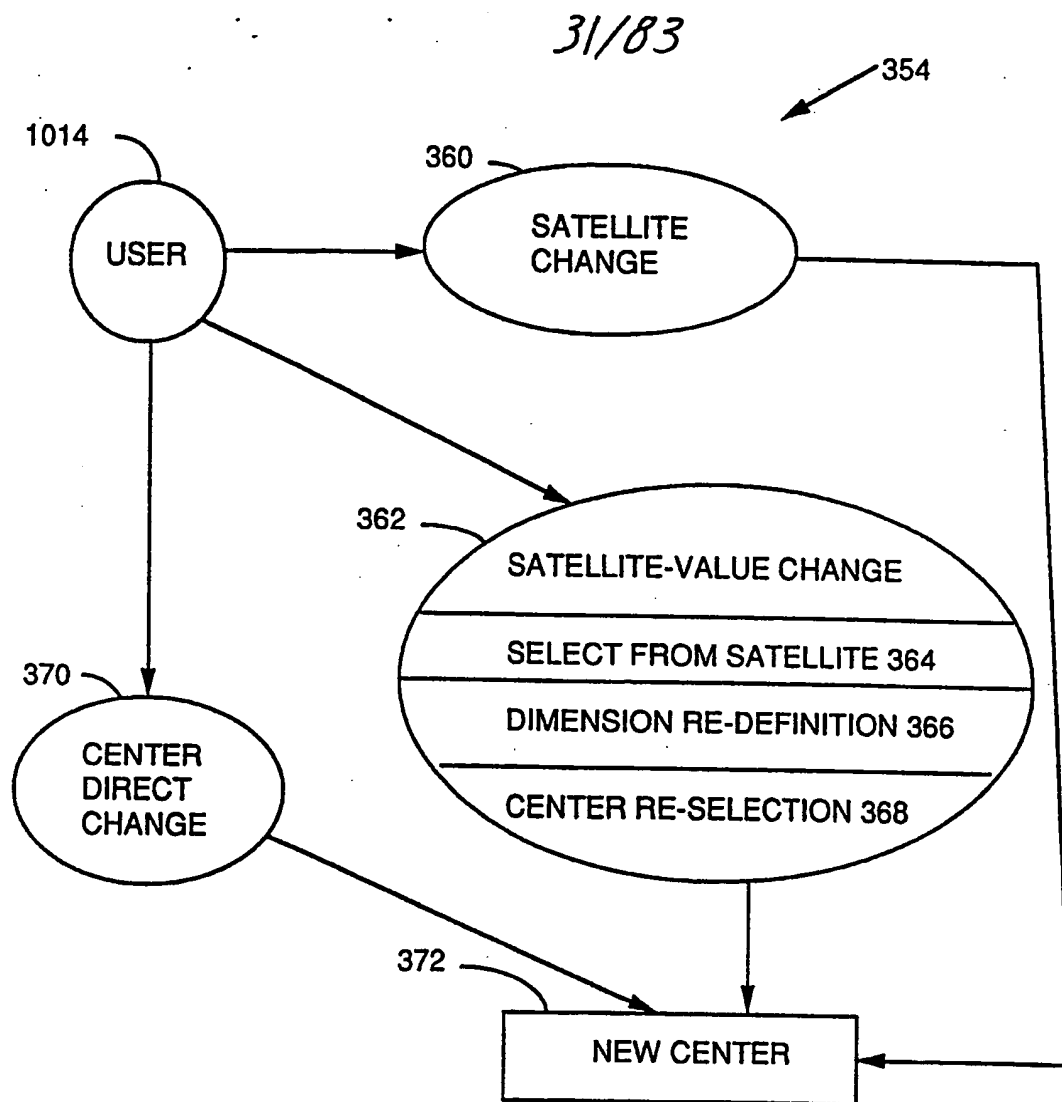 31/83
354
1014
360
USER
SATELLITE
CHANGE
362
SATELLITE-VALUE CHANGE
SELECT FROM SATELLITE 364
370
DIMENSION RE-DEFINITION 366
CENTER
DIRECT
CHANGE
CENTER RE-SELECTION 368
372
NEW CENTER